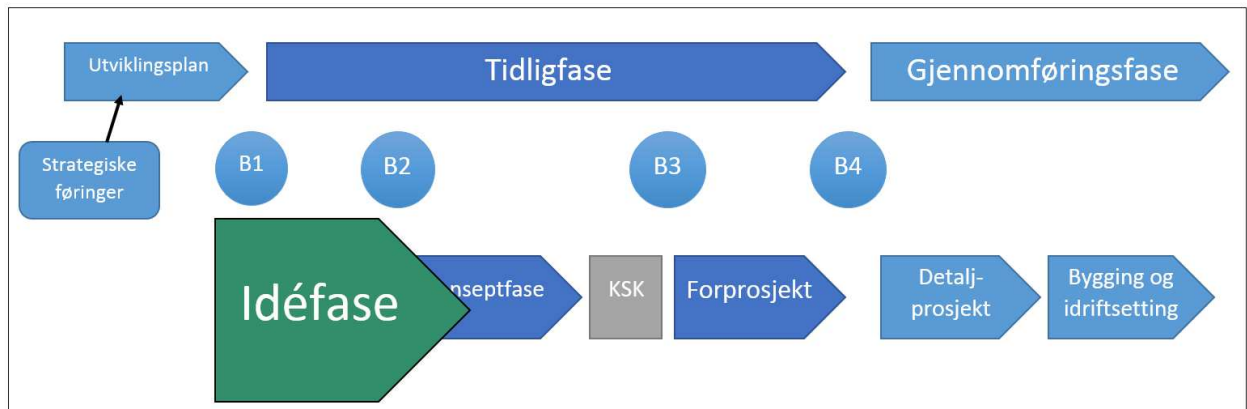 Utviklingsplan
Tidligfase
Gjennomføringsfase
Strategiske
føringer
B1
B2
B3
B4
Idéfase
nseptfase
KSK
Forprosjekt
Detalj-
prosjekt
Bygging og
idriftsetting